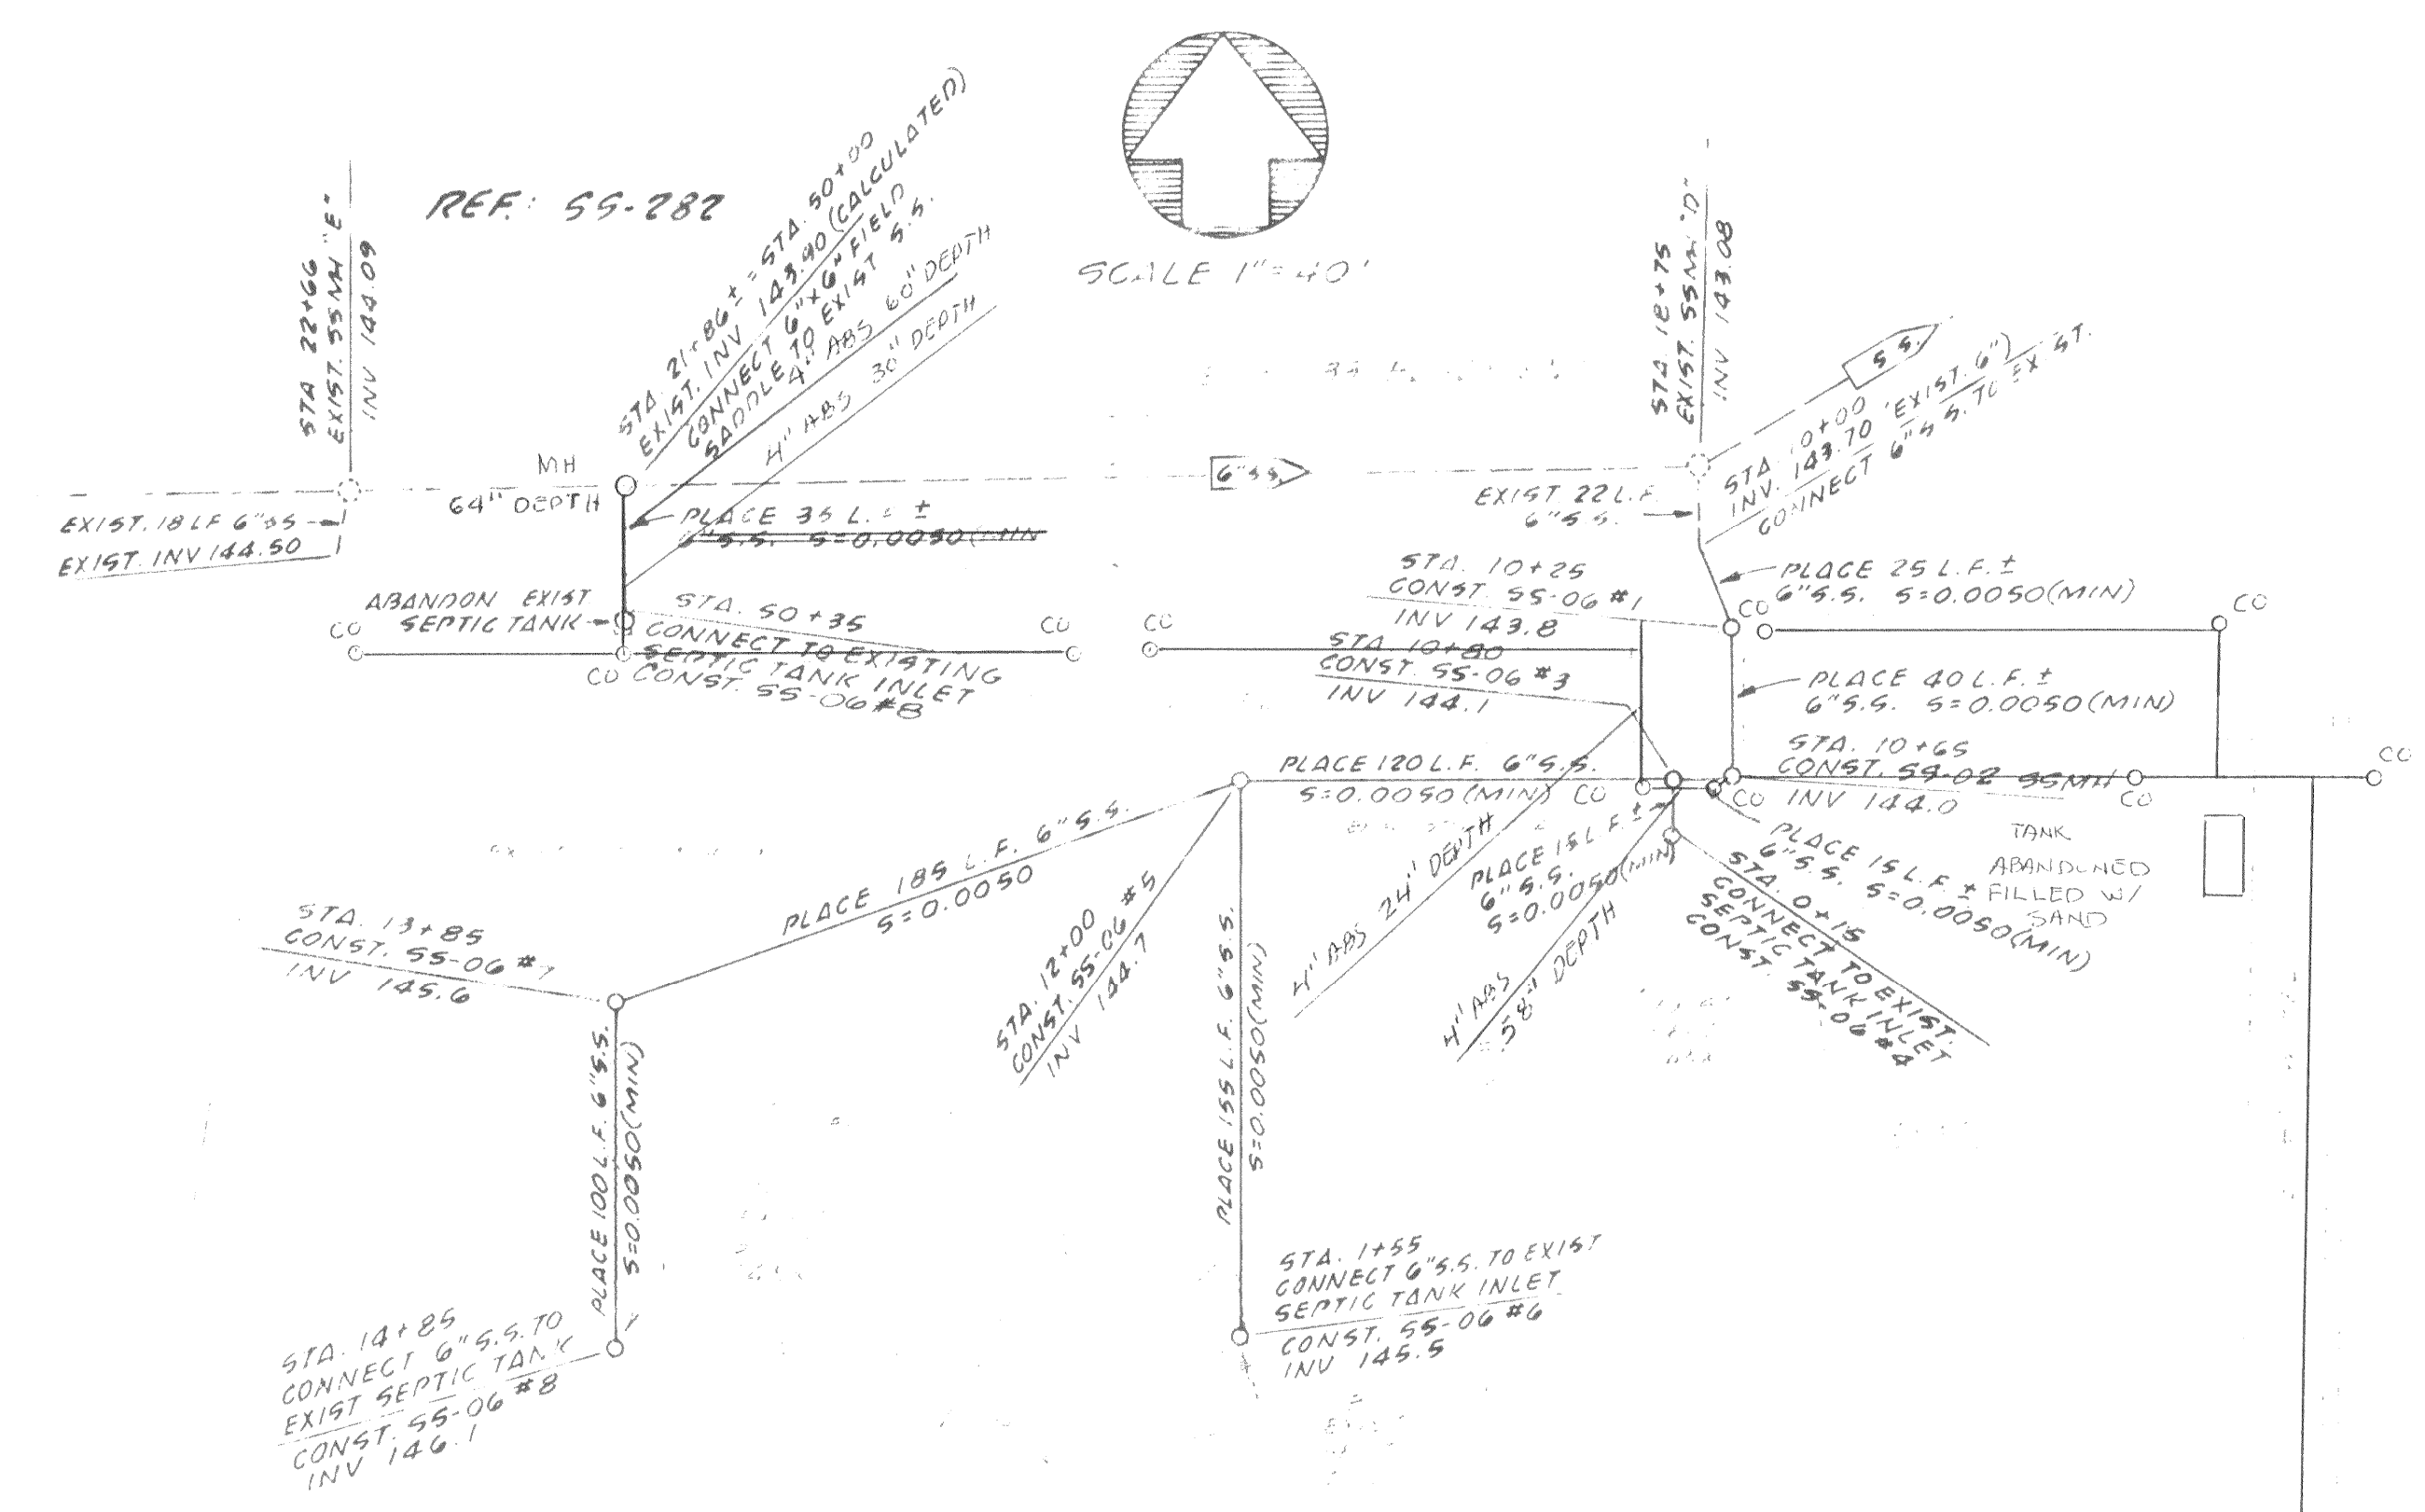 REF: SS-282
SCALE 1"=40'
STA 22+66
EXIST. SSMH "E"
INV 144.09
STA. 21+86 ± = STA. 50+00
EXIST. INV 143.90 (CALCULATED)
CONNECT 6"x6" FIELD
SADDLE TO EXIST S.S.
4" ABS 60" DEPTH
4" ABS 30" DEPTH
MH
64" DEPTH
EXIST. 18 LF 6"SS
EXIST. INV 144.50
PLACE 35 L.F. ±
6"S.S. S=0.0050(MIN
ABANDON EXIST.
SEPTIC TANK
STA. 50+35
CONNECT TO EXISTING
SEPTIC TANK INLET
CONST. SS-06 #8
CO
CO
CO
CO
6"SS
STA 18+75
EXIST. SSMH "D"
INV 143.08
S.S.
STA. 10+00
INV. 143.70 (EXIST. 6")
CONNECT 6"S.S. TO EXIST.
EXIST 22 L.F.
6"S.S.
STA. 10+25
CONST. SS-06 #1
INV 143.8
PLACE 25 L.F. ±
6"S.S. S=0.0050(MIN)
CO
CO
STA. 10+80
CONST. SS-06 #3
INV 144.1
PLACE 40 L.F. ±
6"S.S. S=0.0050(MIN)
STA. 10+65
CONST. SS-02 SSMH
INV 144.0
CO
CO
CO
CO
PLACE 120 L.F. 6"S.S.
S=0.0050(MIN)
PLACE 185 L.F. 6"S.S.
S=0.0050
4" ABS 24" DEPTH
PLACE 15 L.F. ±
6"S.S.
S=0.0050(MIN)
4" ABS
58" DEPTH
PLACE 15 L.F. ±
6"S.S. S=0.0050(MIN)
STA. 0+15
CONNECT TO EXIST.
SEPTIC TANK INLET
CONST. SS-06 #4
TANK
ABANDONED
FILLED W/
SAND
STA. 13+85
CONST. SS-06 #7
INV 145.6
STA. 12+00
CONST. SS-06 #5
INV 144.7
PLACE 100 L.F. 6"S.S.
S=0.0050(MIN)
PLACE 155 L.F. 6"S.S.
S=0.0050(MIN)
STA. 1+55
CONNECT 6"S.S. TO EXIST
SEPTIC TANK INLET
CONST. SS-06 #6
INV 145.5
STA. 14+85
CONNECT 6"S.S. TO
EXIST SEPTIC TANK
CONST. SS-06 #8
INV 146.1